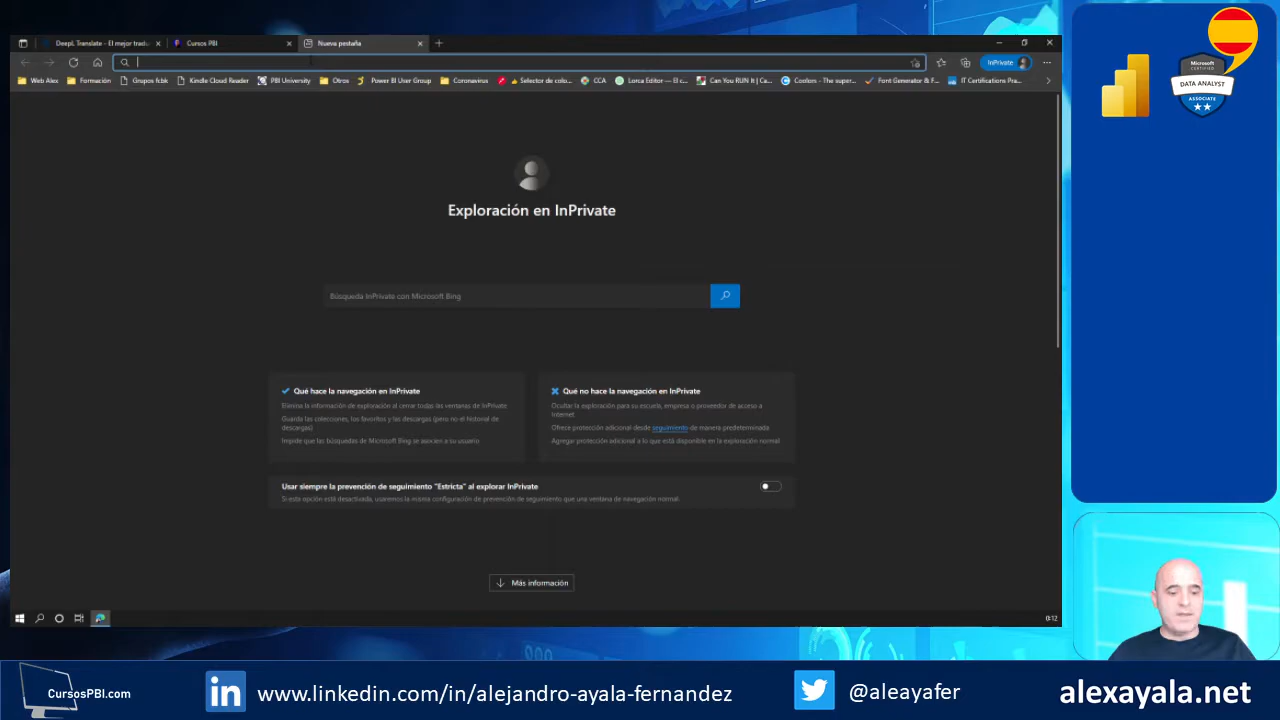 DeepL Translate - El mejor tradu
Cursos PBI
Nueva pestaña
InPrivate
Web Alex
Formación
Grupos fcbk
Kindle Cloud Reader
PBI University
Otros
Power BI User Group
Coronavirus
Selector de colo...
CCA
Lorca Editor — El c...
Can You RUN It | Ca...
Coolors - The super...
Font Generator & F...
IT Certifications Pra...
Microsoft
CERTIFIED
DATA ANALYST
ASSOCIATE
Exploración en InPrivate
Búsqueda InPrivate con Microsoft Bing
Qué hace la navegación en InPrivate
Elimina la información de exploración al cerrar todas las ventanas de InPrivate
Guarda las colecciones, los favoritos y las descargas (pero no el historial de
descargas)
Impide que las búsquedas de Microsoft Bing se asocien a su usuario
Qué no hace la navegación en InPrivate
Ocultar la exploración para su escuela, empresa o proveedor de acceso a
Internet
Ofrece protección adicional desde seguimiento de manera predeterminada
Agregar protección adicional a lo que está disponible en la exploración normal
Usar siempre la prevención de seguimiento "Estricta" al explorar InPrivate
Si esta opción está desactivada, usaremos la misma configuración de prevención de seguimiento que una ventana de navegación normal.
Más información
0:12
CursosPBI.com
in
www.linkedin.com/in/alejandro-ayala-fernandez
@aleayafer
alexayala.net